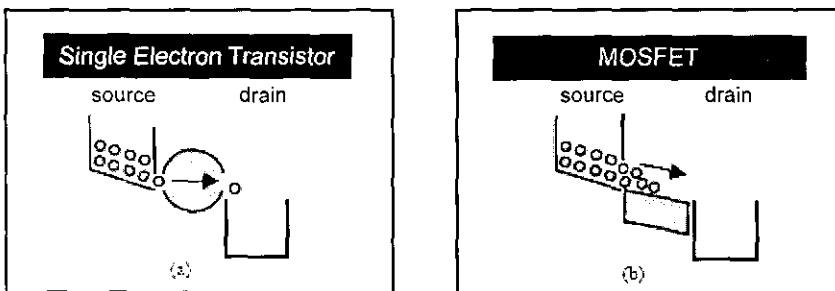 Single Electron Transistor
source drain
(a)
MOSFET
source drain
(b)